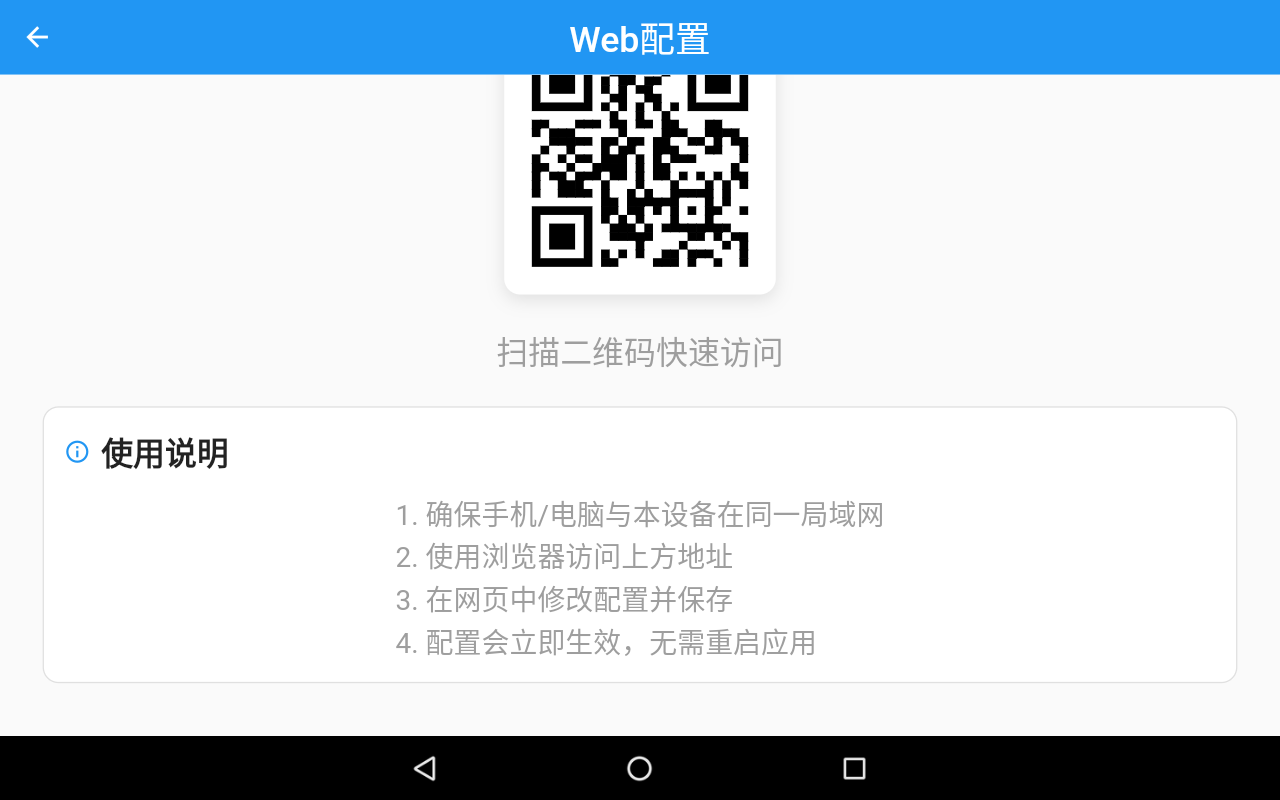 Web配置
扫描二维码快速访问
使用说明
1. 确保手机/电脑与本设备在同一局域网
2. 使用浏览器访问上方地址
3. 在网页中修改配置并保存
4. 配置会立即生效，无需重启应用